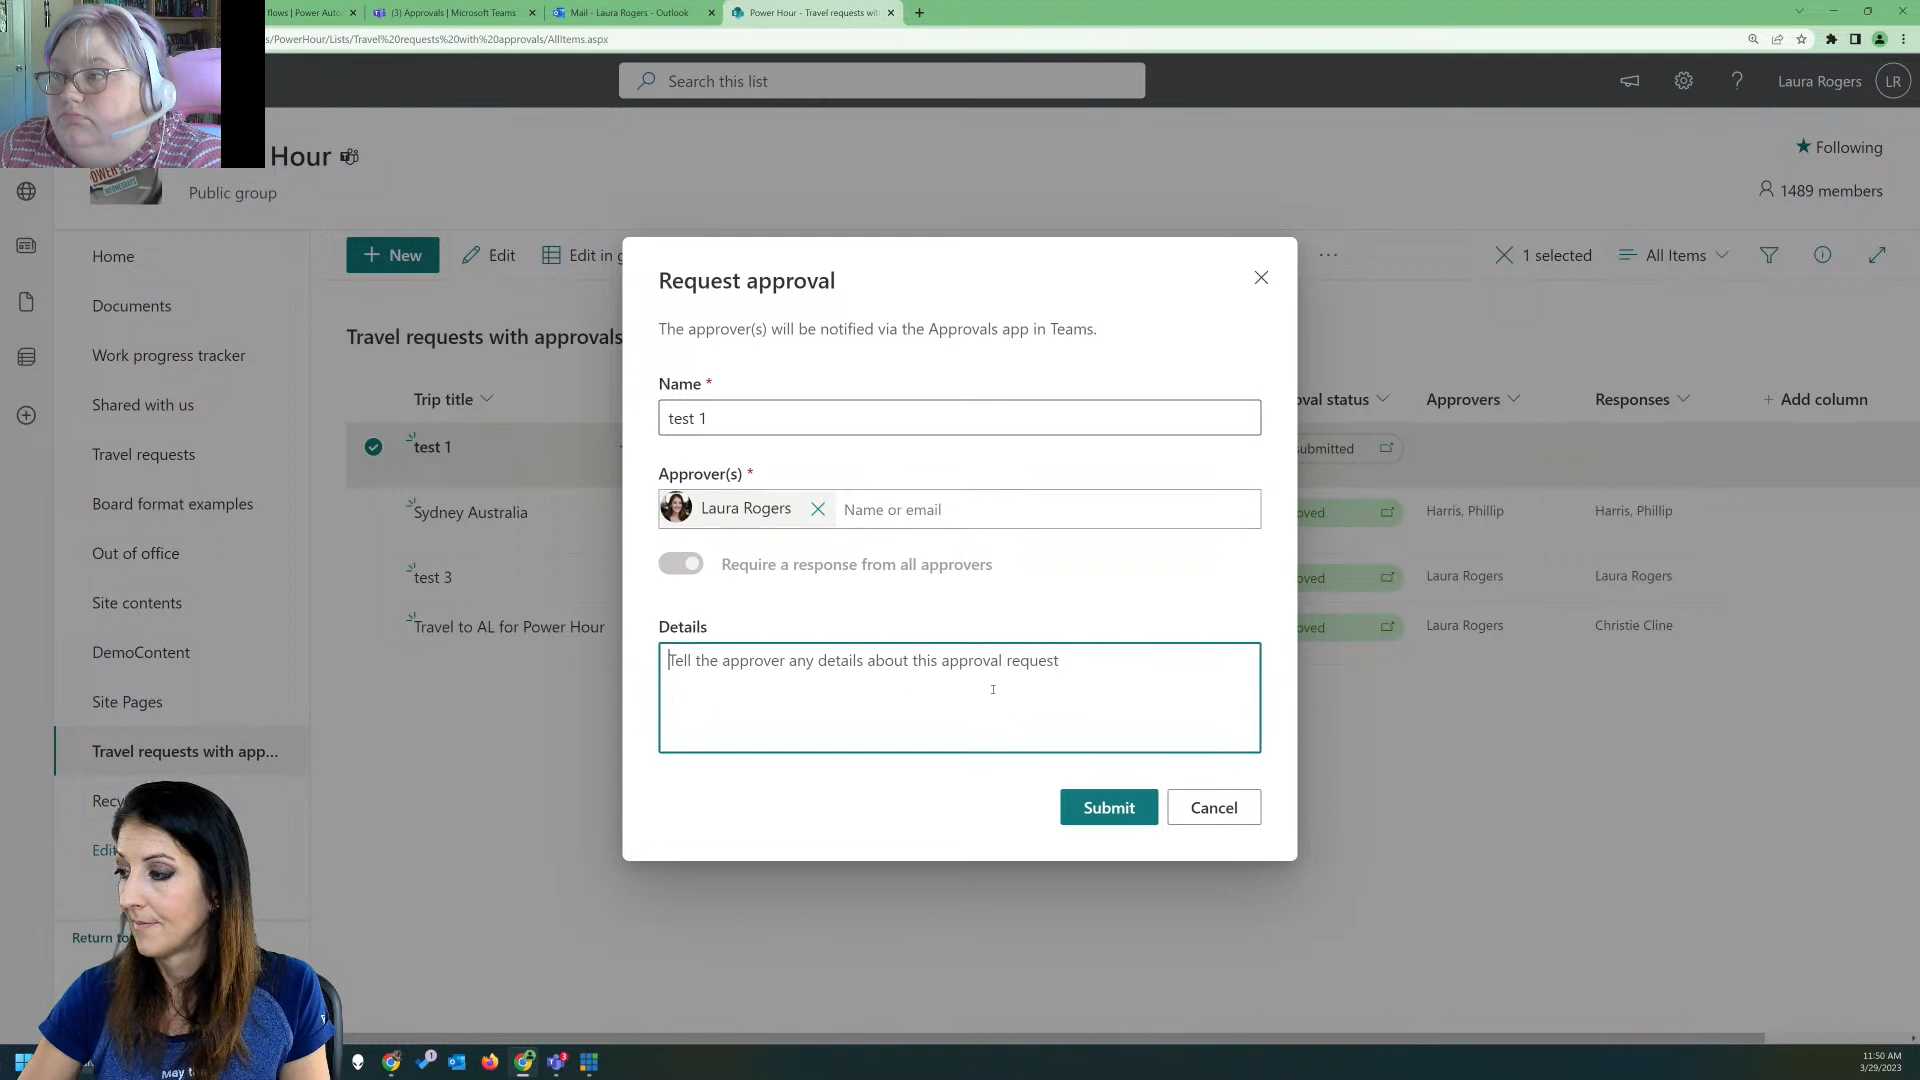 flows | Power Auto
(3) Approvals | Microsoft Teams
Mail - Laura Rogers - Outlook
Power Hour - Travel requests wit
s/PowerHour/Lists/Travel%20requests%20with%20approvals/AllItems.aspx
Search this list
Laura Rogers
LR
Hour
Following
POWER
Public group
1489 members
Home
Documents
Work progress tracker
Shared with us
Travel requests
Board format examples
Out of office
Site contents
DemoContent
Site Pages
Travel requests with app...
Recy
Edi
Return to
New
Edit
Edit in g
...
1 selected
All Items
Travel requests with approvals
Trip title
oval status
Approvers
Responses
Add column
test 1
ubmitted
Sydney Australia
oved
Harris, Phillip
Harris, Phillip
test 3
oved
Laura Rogers
Laura Rogers
Travel to AL for Power Hour
oved
Laura Rogers
Christie Cline
Request approval
The approver(s) will be notified via the Approvals app in Teams.
Name *
test 1
Approver(s) *
Laura Rogers
Name or email
Require a response from all approvers
Details
Tell the approver any details about this approval request
Submit
Cancel
May the
1
3
11:50 AM
3/29/2023